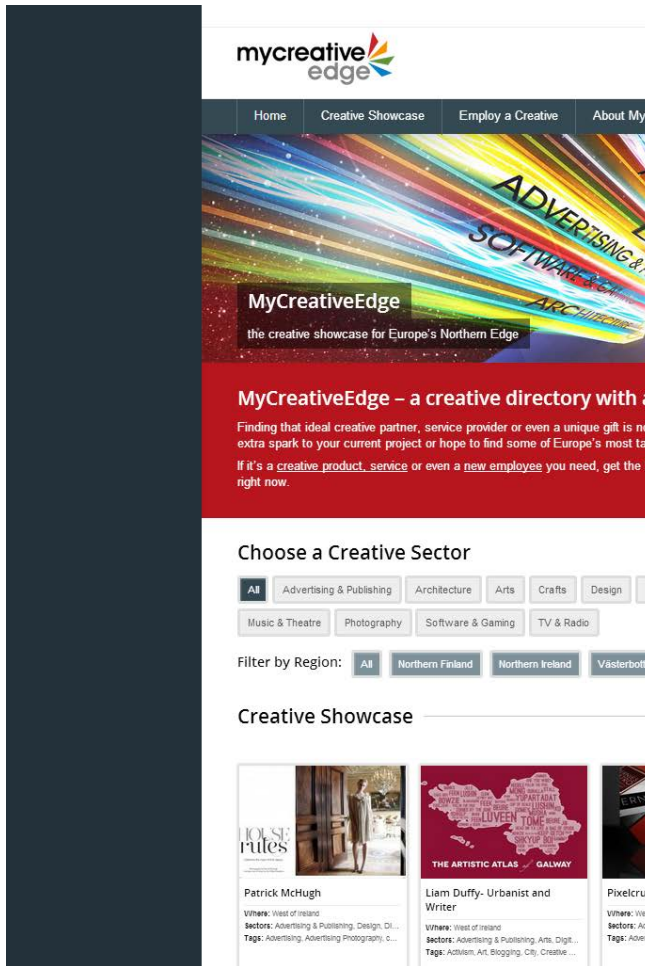 mycreative
edge
Home Creative Showcase Employ a Creative About My
ADVERTISING &
SOFTWARE & GA
ARCHITECTURE
MyCreativeEdge
the creative showcase for Europe's Northern Edge
MyCreativeEdge – a creative directory with a
Finding that ideal creative partner, service provider or even a unique gift is no
extra spark to your current project or hope to find some of Europe's most ta
If it's a creative product, service or even a new employee you need, get the
right now.
Choose a Creative Sector
All Advertising & Publishing Architecture Arts Crafts Design
Music & Theatre Photography Software & Gaming TV & Radio
Filter by Region: All Northern Finland Northern Ireland Västerbott
Creative Showcase
HOUSE
rules
THE ARTISTIC ATLAS of GALWAY
Patrick McHugh
Where: West of Ireland
Sectors: Advertising & Publishing, Design, Di...
Tags: Advertising, Advertising Photography, c...
Liam Duffy- Urbanist and
Writer
Where: West of Ireland
Sectors: Advertising & Publishing, Arts, Digit...
Tags: Activism, Art, Blogging, City, Creative ...
ERN
Pixelcru
Where: We
Sectors: Ad
Tags: Adve